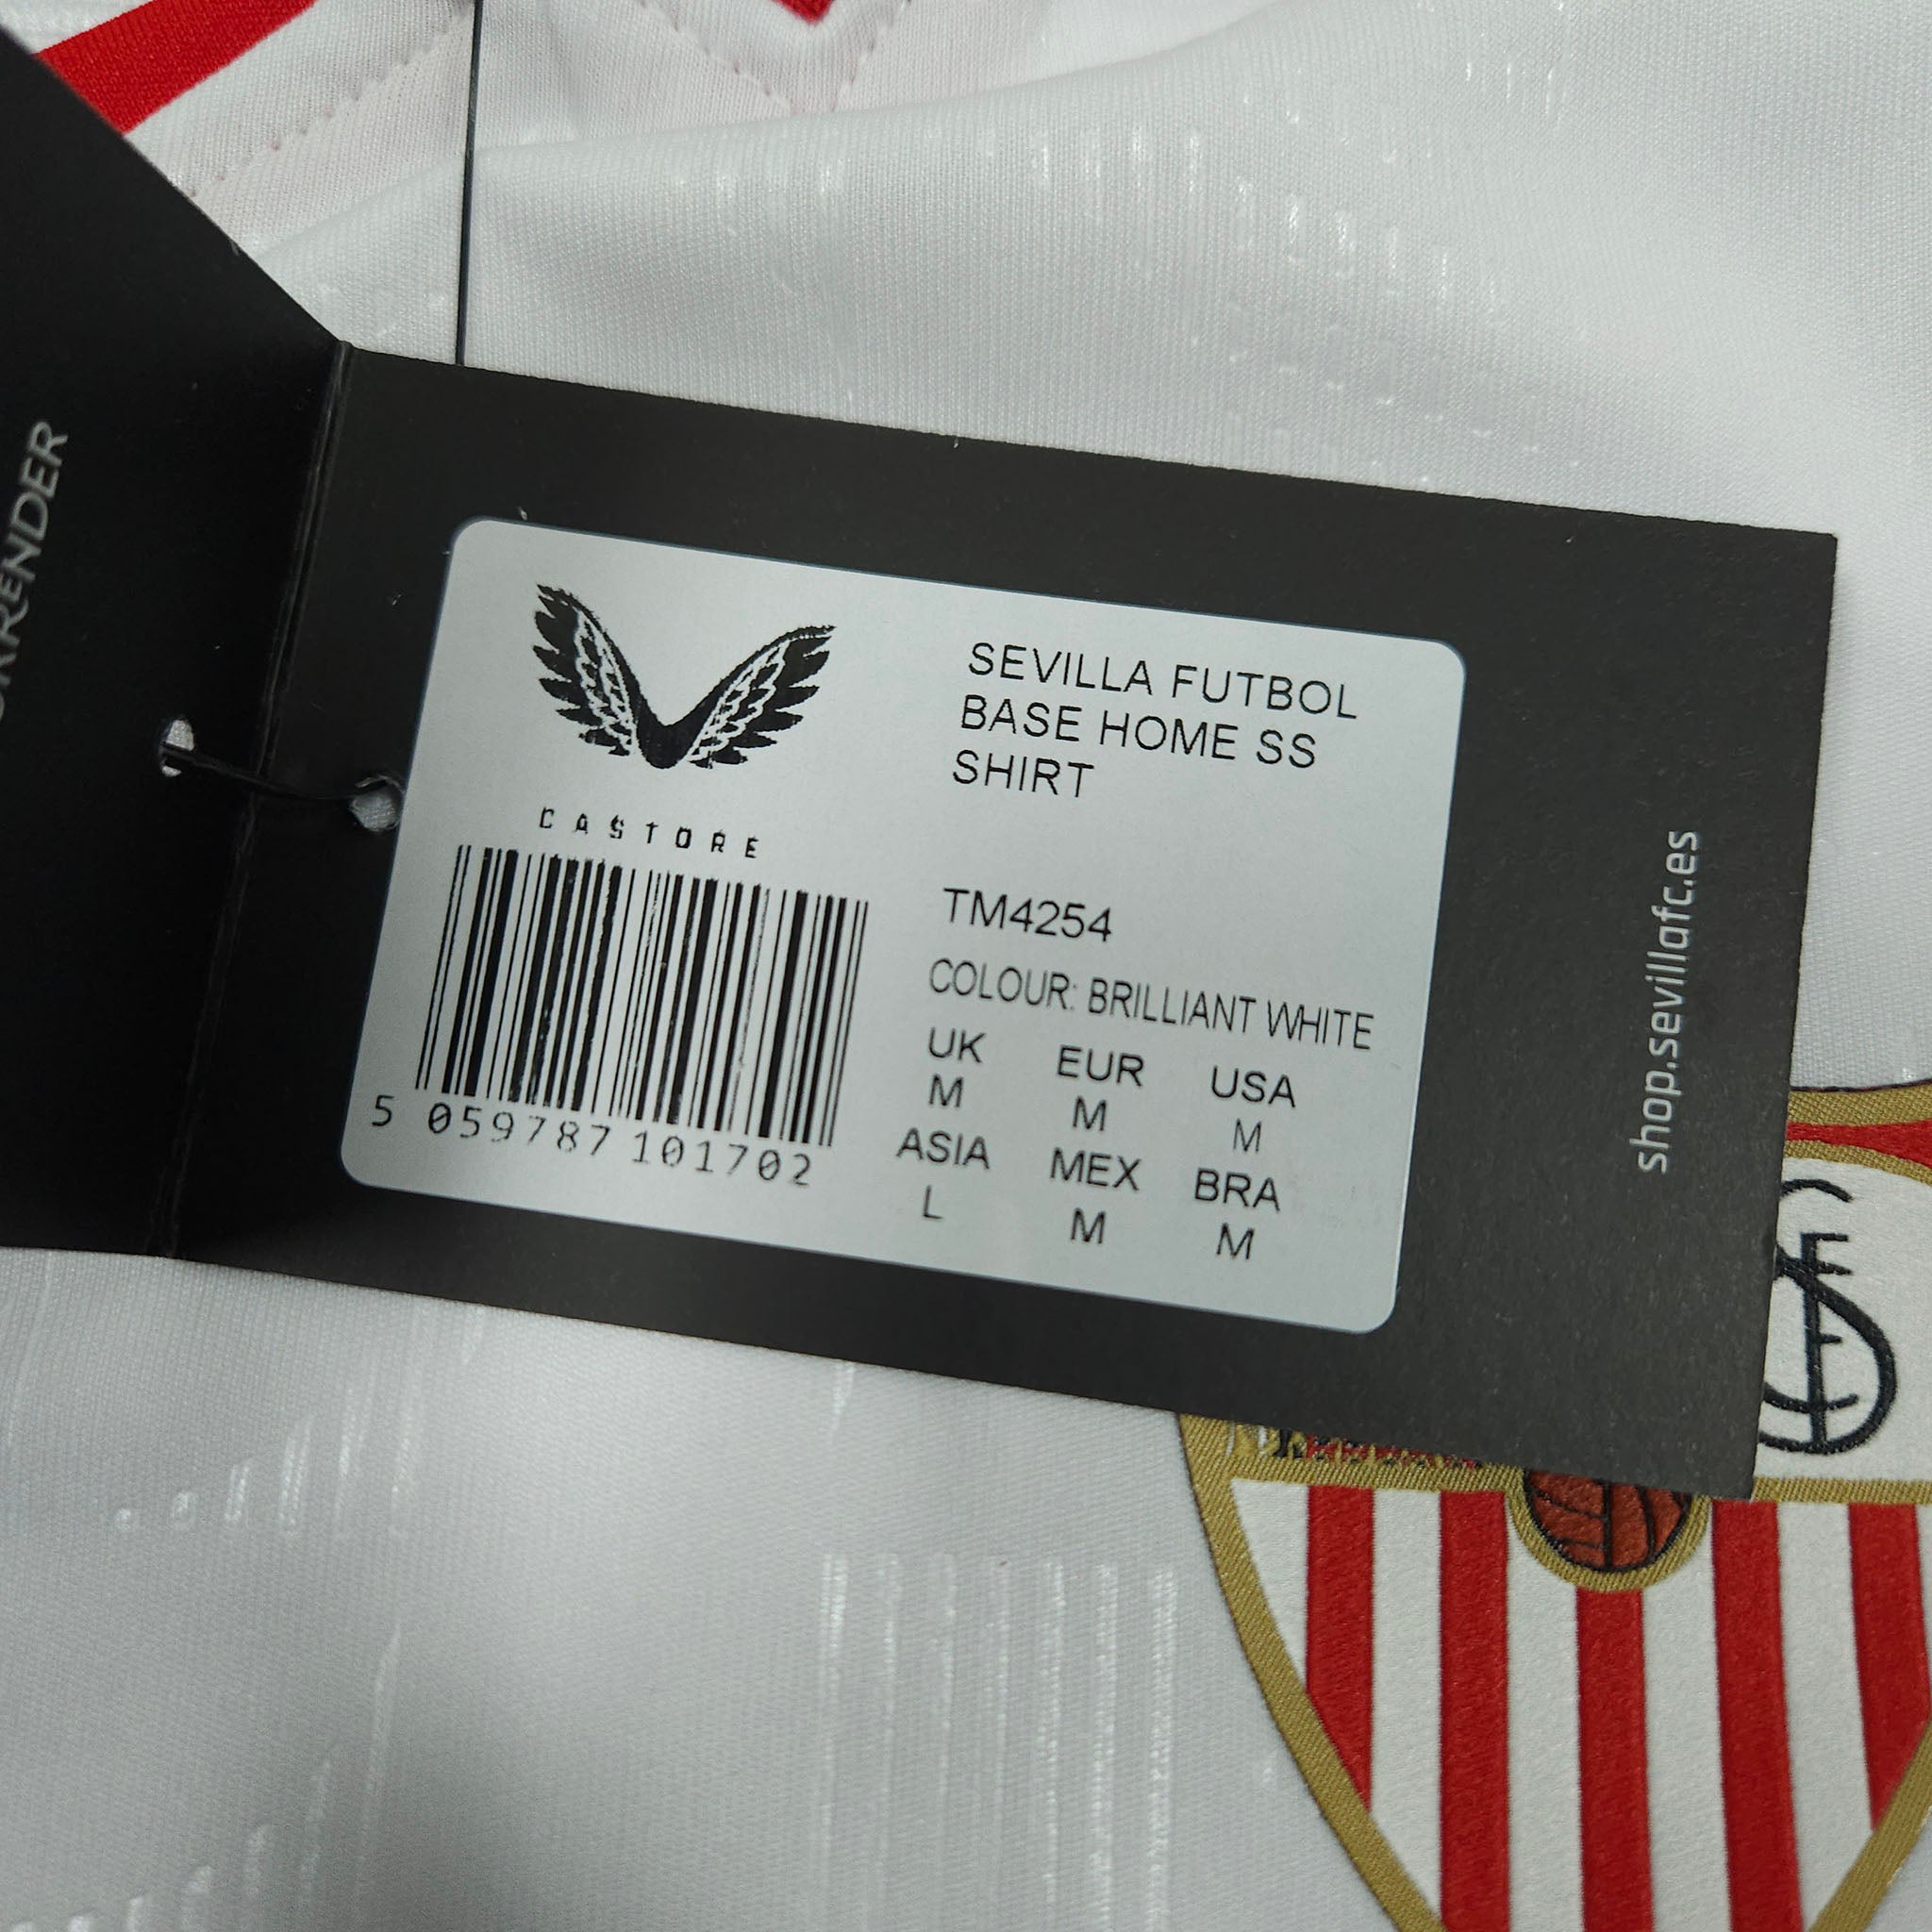 CASTORE
5 059787 101702
SEVILLA FUTBOL
BASE HOME SS
SHIRT
TM4254
COLOUR: BRILLIANT WHITE
UK EUR USA
M M M
ASIA MEX BRA
L M M
shop.sevillafc.es